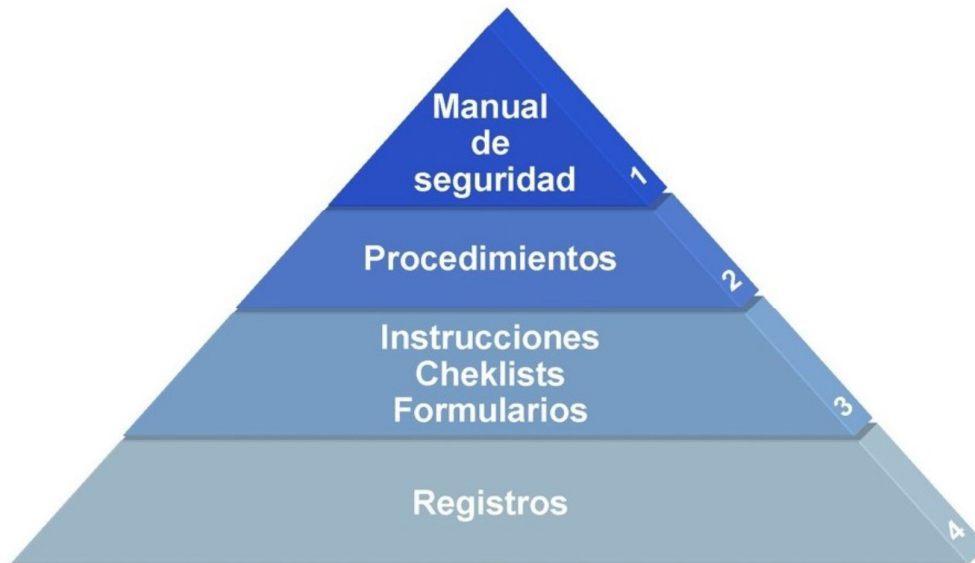 Manual
de
seguridad
1
Procedimientos
2
Instrucciones
Cheklists
Formularios
3
Registros
4